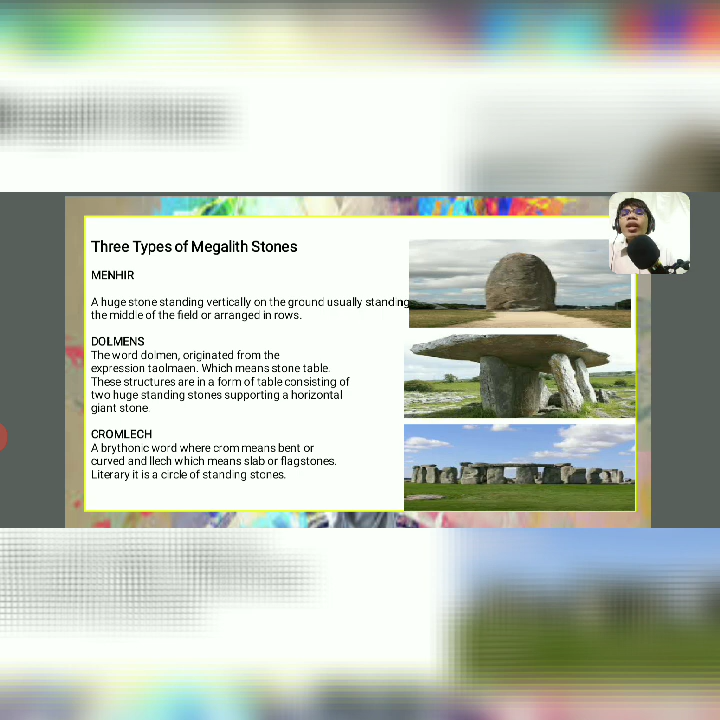 Three Types of Megalith Stones
MENHIR
A huge stone standing vertically on the ground usually standing
the middle of the field or arranged in rows.
DOLMENS
The word dolmen, originated from the
expression taolmaen. Which means stone table.
These structures are in a form of table consisting of
two huge standing stones supporting a horizontal
giant stone.
CROMLECH
A brythonic word where crom means bent or
curved and llech which means slab or flagstones.
Literary it is a circle of standing stones.